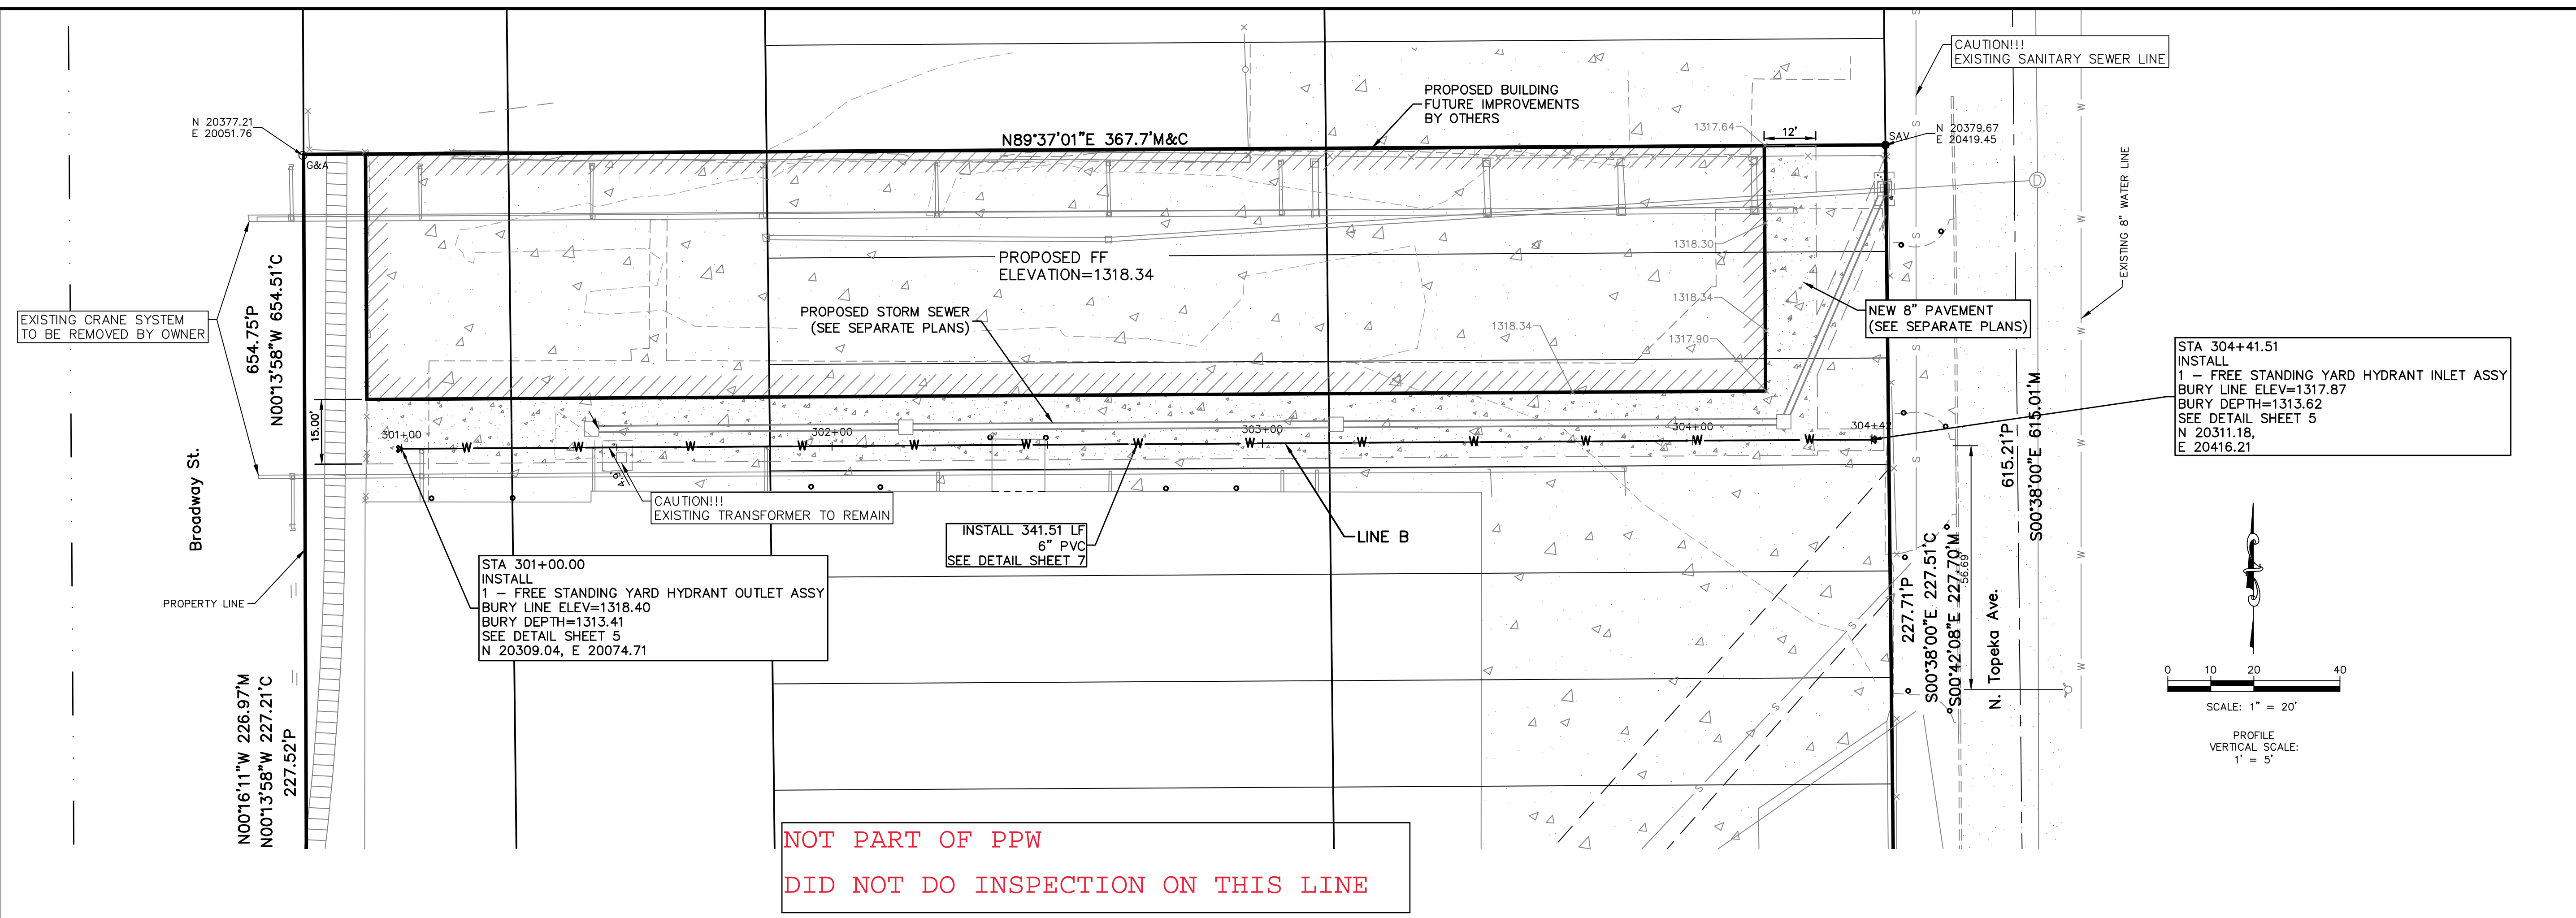 CAUTION!!!
EXISTING SANITARY SEWER LINE
PROPOSED BUILDING
FUTURE IMPROVEMENTS
BY OTHERS
N 20377.21
E 20051.76
G&A
N89°37'01"E 367.7'M&C
1317.64
12'
SAV
N 20379.67
E 20419.45
D
EXISTING 8" WATER LINE
PROPOSED FF
ELEVATION=1318.34
1318.30
1318.34
1318.34
1317.90
PROPOSED STORM SEWER
(SEE SEPARATE PLANS)
NEW 8" PAVEMENT
(SEE SEPARATE PLANS)
EXISTING CRANE SYSTEM
TO BE REMOVED BY OWNER
654.75'P
N00°13'58"W 654.51'C
15.00'
STA 304+41.51
INSTALL
1 – FREE STANDING YARD HYDRANT INLET ASSY
BURY LINE ELEV=1317.87
BURY DEPTH=1313.62
SEE DETAIL SHEET 5
N 20311.18,
E 20416.21
301+00
302+00
303+00
304+00
304+42
W W W W W W W W W W W W W
4.9'
CAUTION!!!
EXISTING TRANSFORMER TO REMAIN
INSTALL 341.51 LF
6" PVC
SEE DETAIL SHEET 7
LINE B
Broadway St.
PROPERTY LINE
STA 301+00.00
INSTALL
1 – FREE STANDING YARD HYDRANT OUTLET ASSY
BURY LINE ELEV=1318.40
BURY DEPTH=1313.41
SEE DETAIL SHEET 5
N 20309.04, E 20074.71
N00°16'11"W 226.97'M
N00°13'58"W 227.21'C
227.52'P
227.71'P
S00°38'00"E 227.51'C
S00°42'08"E 227.70'M
56.69'
N. Topeka Ave.
615.21'P
S00°38'00"E 615.01'M
0 10 20 40
SCALE: 1" = 20'
PROFILE
VERTICAL SCALE:
1' = 5'
NOT PART OF PPW
DID NOT DO INSPECTION ON THIS LINE